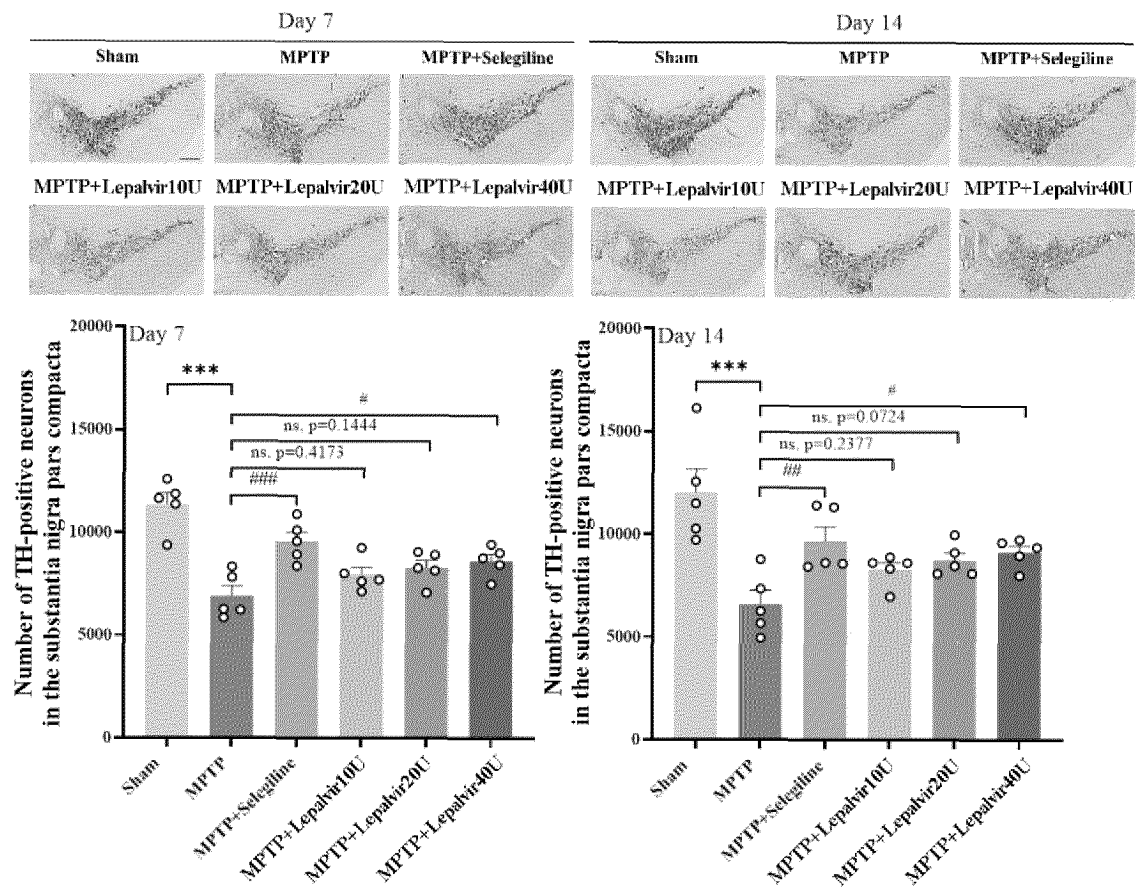 Day 7
Day 14
Sham
MPTP
MPTP+Selegiline
Sham
MPTP
MPTP+Selegiline
MPTP+Lepalvir10U
MPTP+Lepalvir20U
MPTP+Lepalvir40U
MPTP+Lepalvir10U
MPTP+Lepalvir20U
MPTP+Lepalvir40U
Number of TH-positive neurons
in the substantia nigra pars compacta
20000
15000
10000
5000
0
Day 7
***
#
ns. p=0.1444
ns. p=0.4173
###
Sham
MPTP
MPTP+Selegiline
MPTP+Lepalvir10U
MPTP+Lepalvir20U
MPTP+Lepalvir40U
Number of TH-positive neurons
in the substantia nigra pars compacta
20000
15000
10000
5000
0
Day 14
***
#
ns. p=0.0724
ns. p=0.2377
##
Sham
MPTP
MPTP+Selegiline
MPTP+Lepalvir10U
MPTP+Lepalvir20U
MPTP+Lepalvir40U